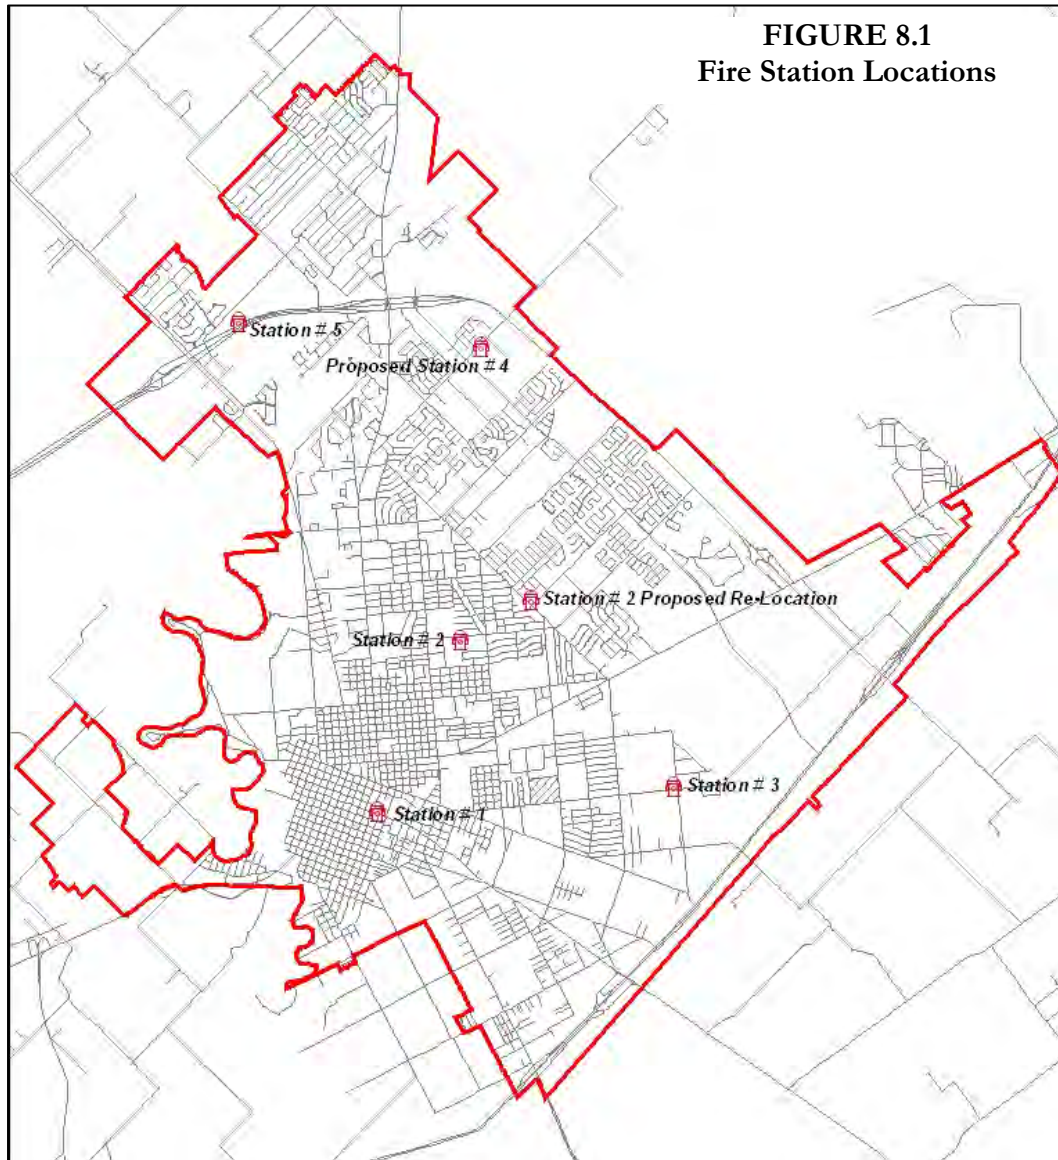 FIGURE 8.1
Fire Station Locations
Station # 5
Proposed Station # 4
Station # 2 Proposed Re-Location
Station # 2
Station # 3
Station # 1